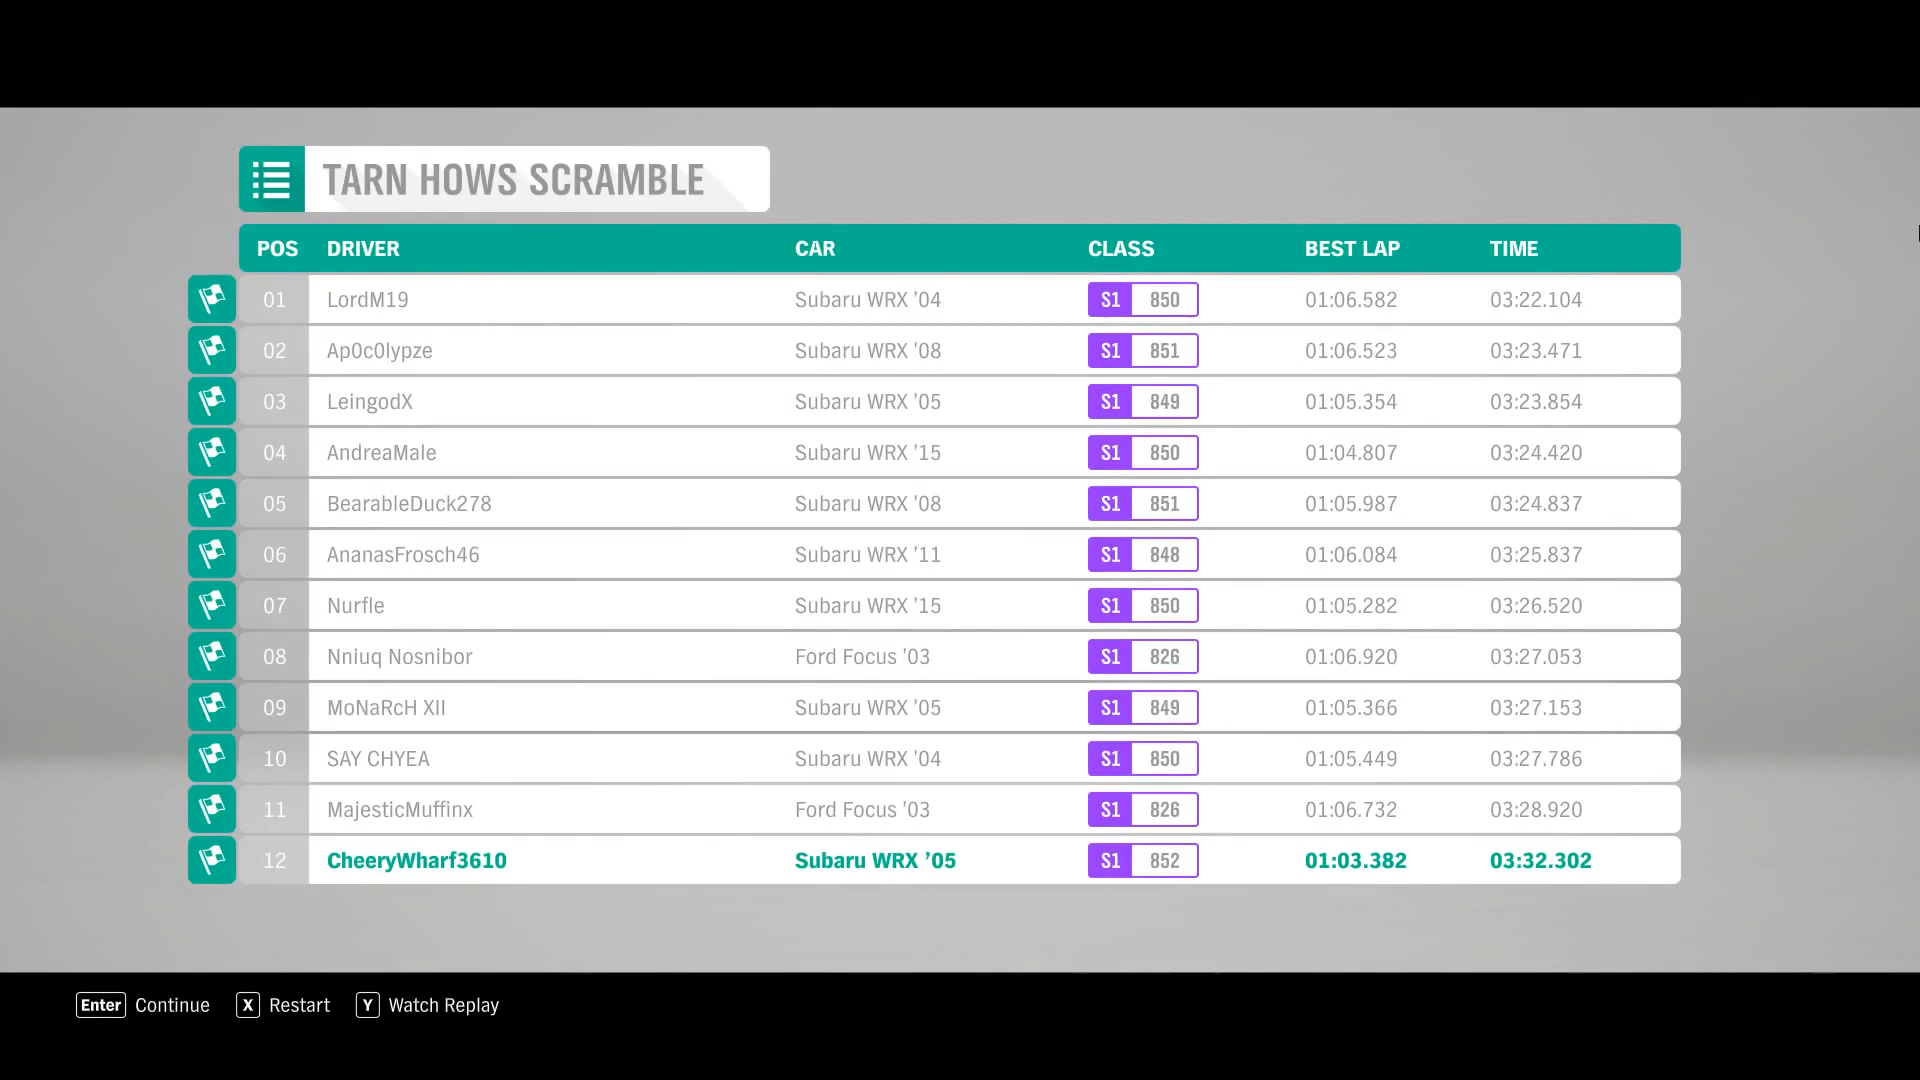 TARN HOWS SCRAMBLE
POS DRIVER CAR CLASS BEST LAP TIME
01 LordM19 Subaru WRX ’04 S1 850 01:06.582 03:22.104
02 Ap0c0lypze Subaru WRX ’08 S1 851 01:06.523 03:23.471
03 LeingodX Subaru WRX ’05 S1 849 01:05.354 03:23.854
04 AndreaMale Subaru WRX ’15 S1 850 01:04.807 03:24.420
05 BearableDuck278 Subaru WRX ’08 S1 851 01:05.987 03:24.837
06 AnanasFrosch46 Subaru WRX ’11 S1 848 01:06.084 03:25.837
07 Nurfle Subaru WRX ’15 S1 850 01:05.282 03:26.520
08 Nniuq Nosnibor Ford Focus ’03 S1 826 01:06.920 03:27.053
09 MoNaRcH XII Subaru WRX ’05 S1 849 01:05.366 03:27.153
10 SAY CHYEA Subaru WRX ’04 S1 850 01:05.449 03:27.786
11 MajesticMuffinx Ford Focus ’03 S1 826 01:06.732 03:28.920
12 CheeryWharf3610 Subaru WRX ’05 S1 852 01:03.382 03:32.302
Enter Continue X Restart Y Watch Replay